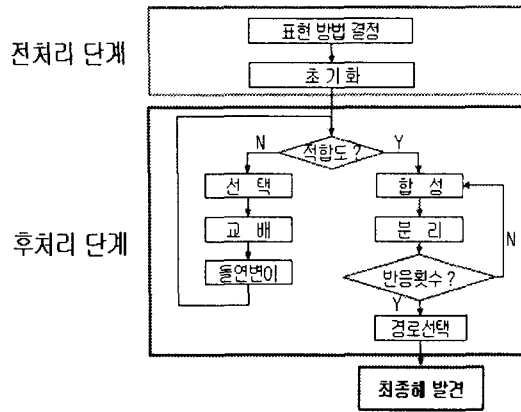 전처리 단계
표현 방법 결정
초 기 화
후처리 단계
적합도 ?
N
Y
선 택
교 배
돌연변이
합 성
분 리
반응횟수 ?
N
Y
경로선택
최종해 발견